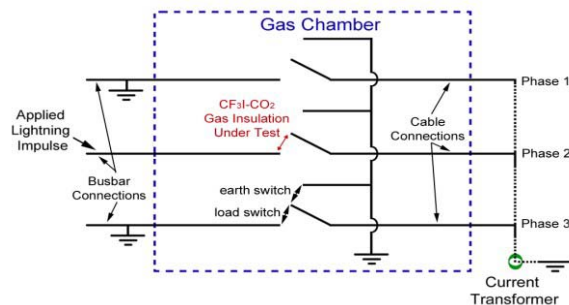 Gas Chamber
Phase 1
CF₃I-CO₂
Gas Insulation
Under Test
Applied
Lightning
Impulse
Cable
Connections
Phase 2
Busbar
Connections
earth switch
load switch
Phase 3
Current
Transformer